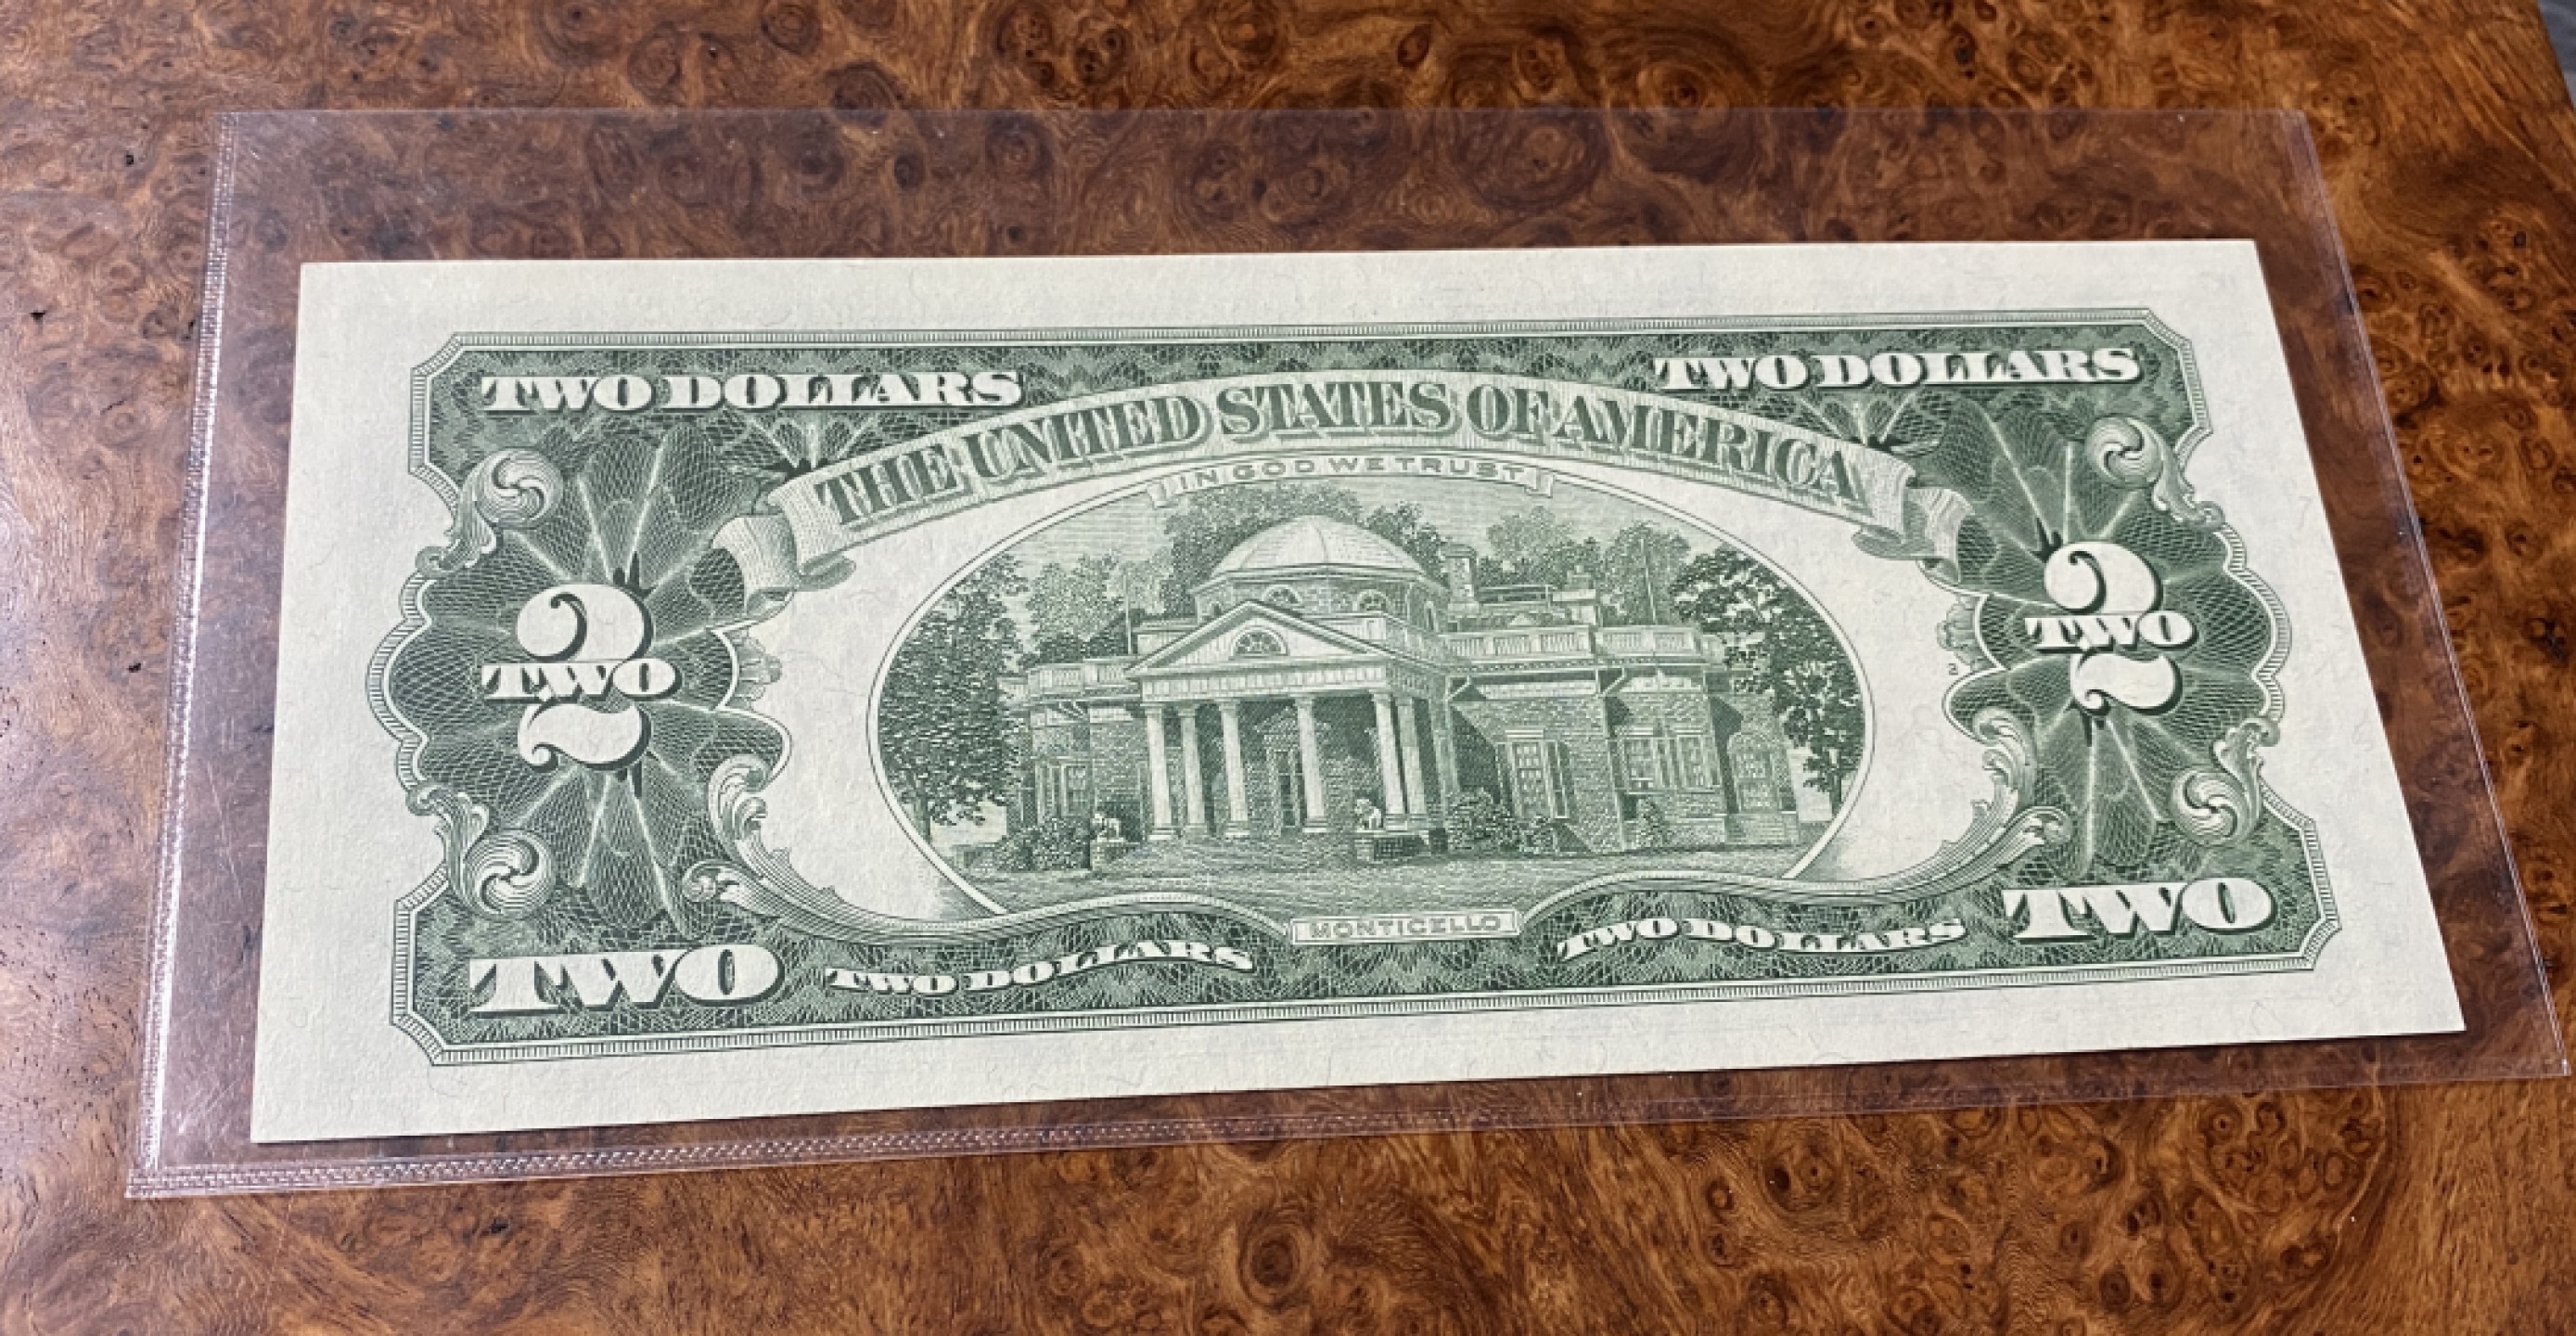 TWO DOLLARS
TWO DOLLARS
THE UNITED STATES OF AMERICA
IN GOD WE TRUST
2
TWO
2
TWO
2
MONTICELLO
TWO
TWO DOLLARS
TWO DOLLARS
TWO